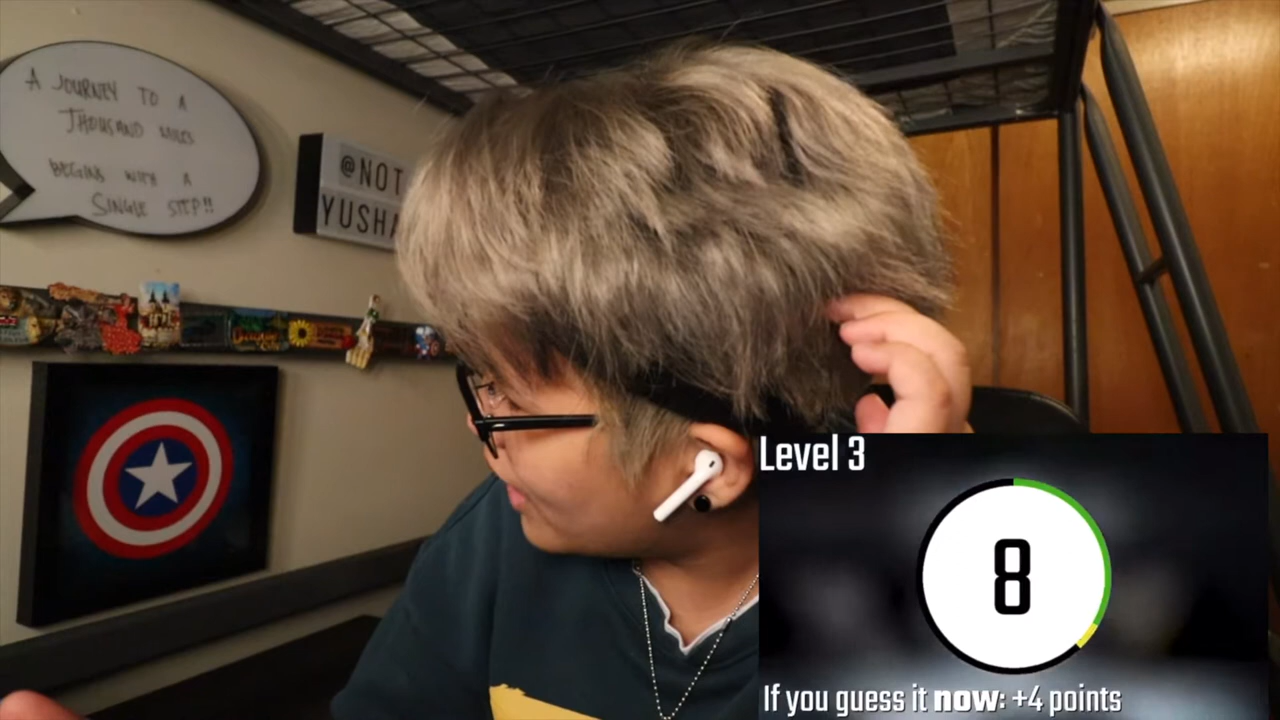 A JOURNEY TO A
THOUSAND MILES
BEGINS WITH A
SINGLE STEP!!
@NOT
YUSHA
Level 3
8
If you guess it now: +4 points